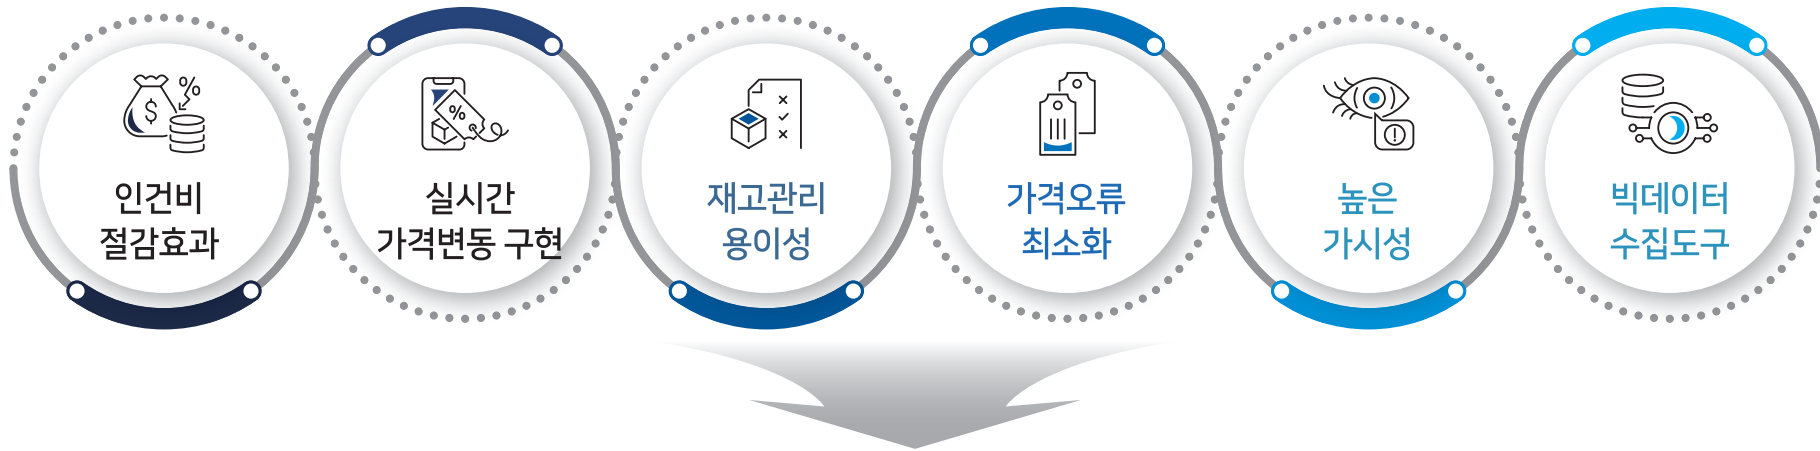 인건비
절감효과
실시간
가격변동 구현
재고관리
용이성
가격오류
최소화
높은
가시성
빅데이터
수집도구